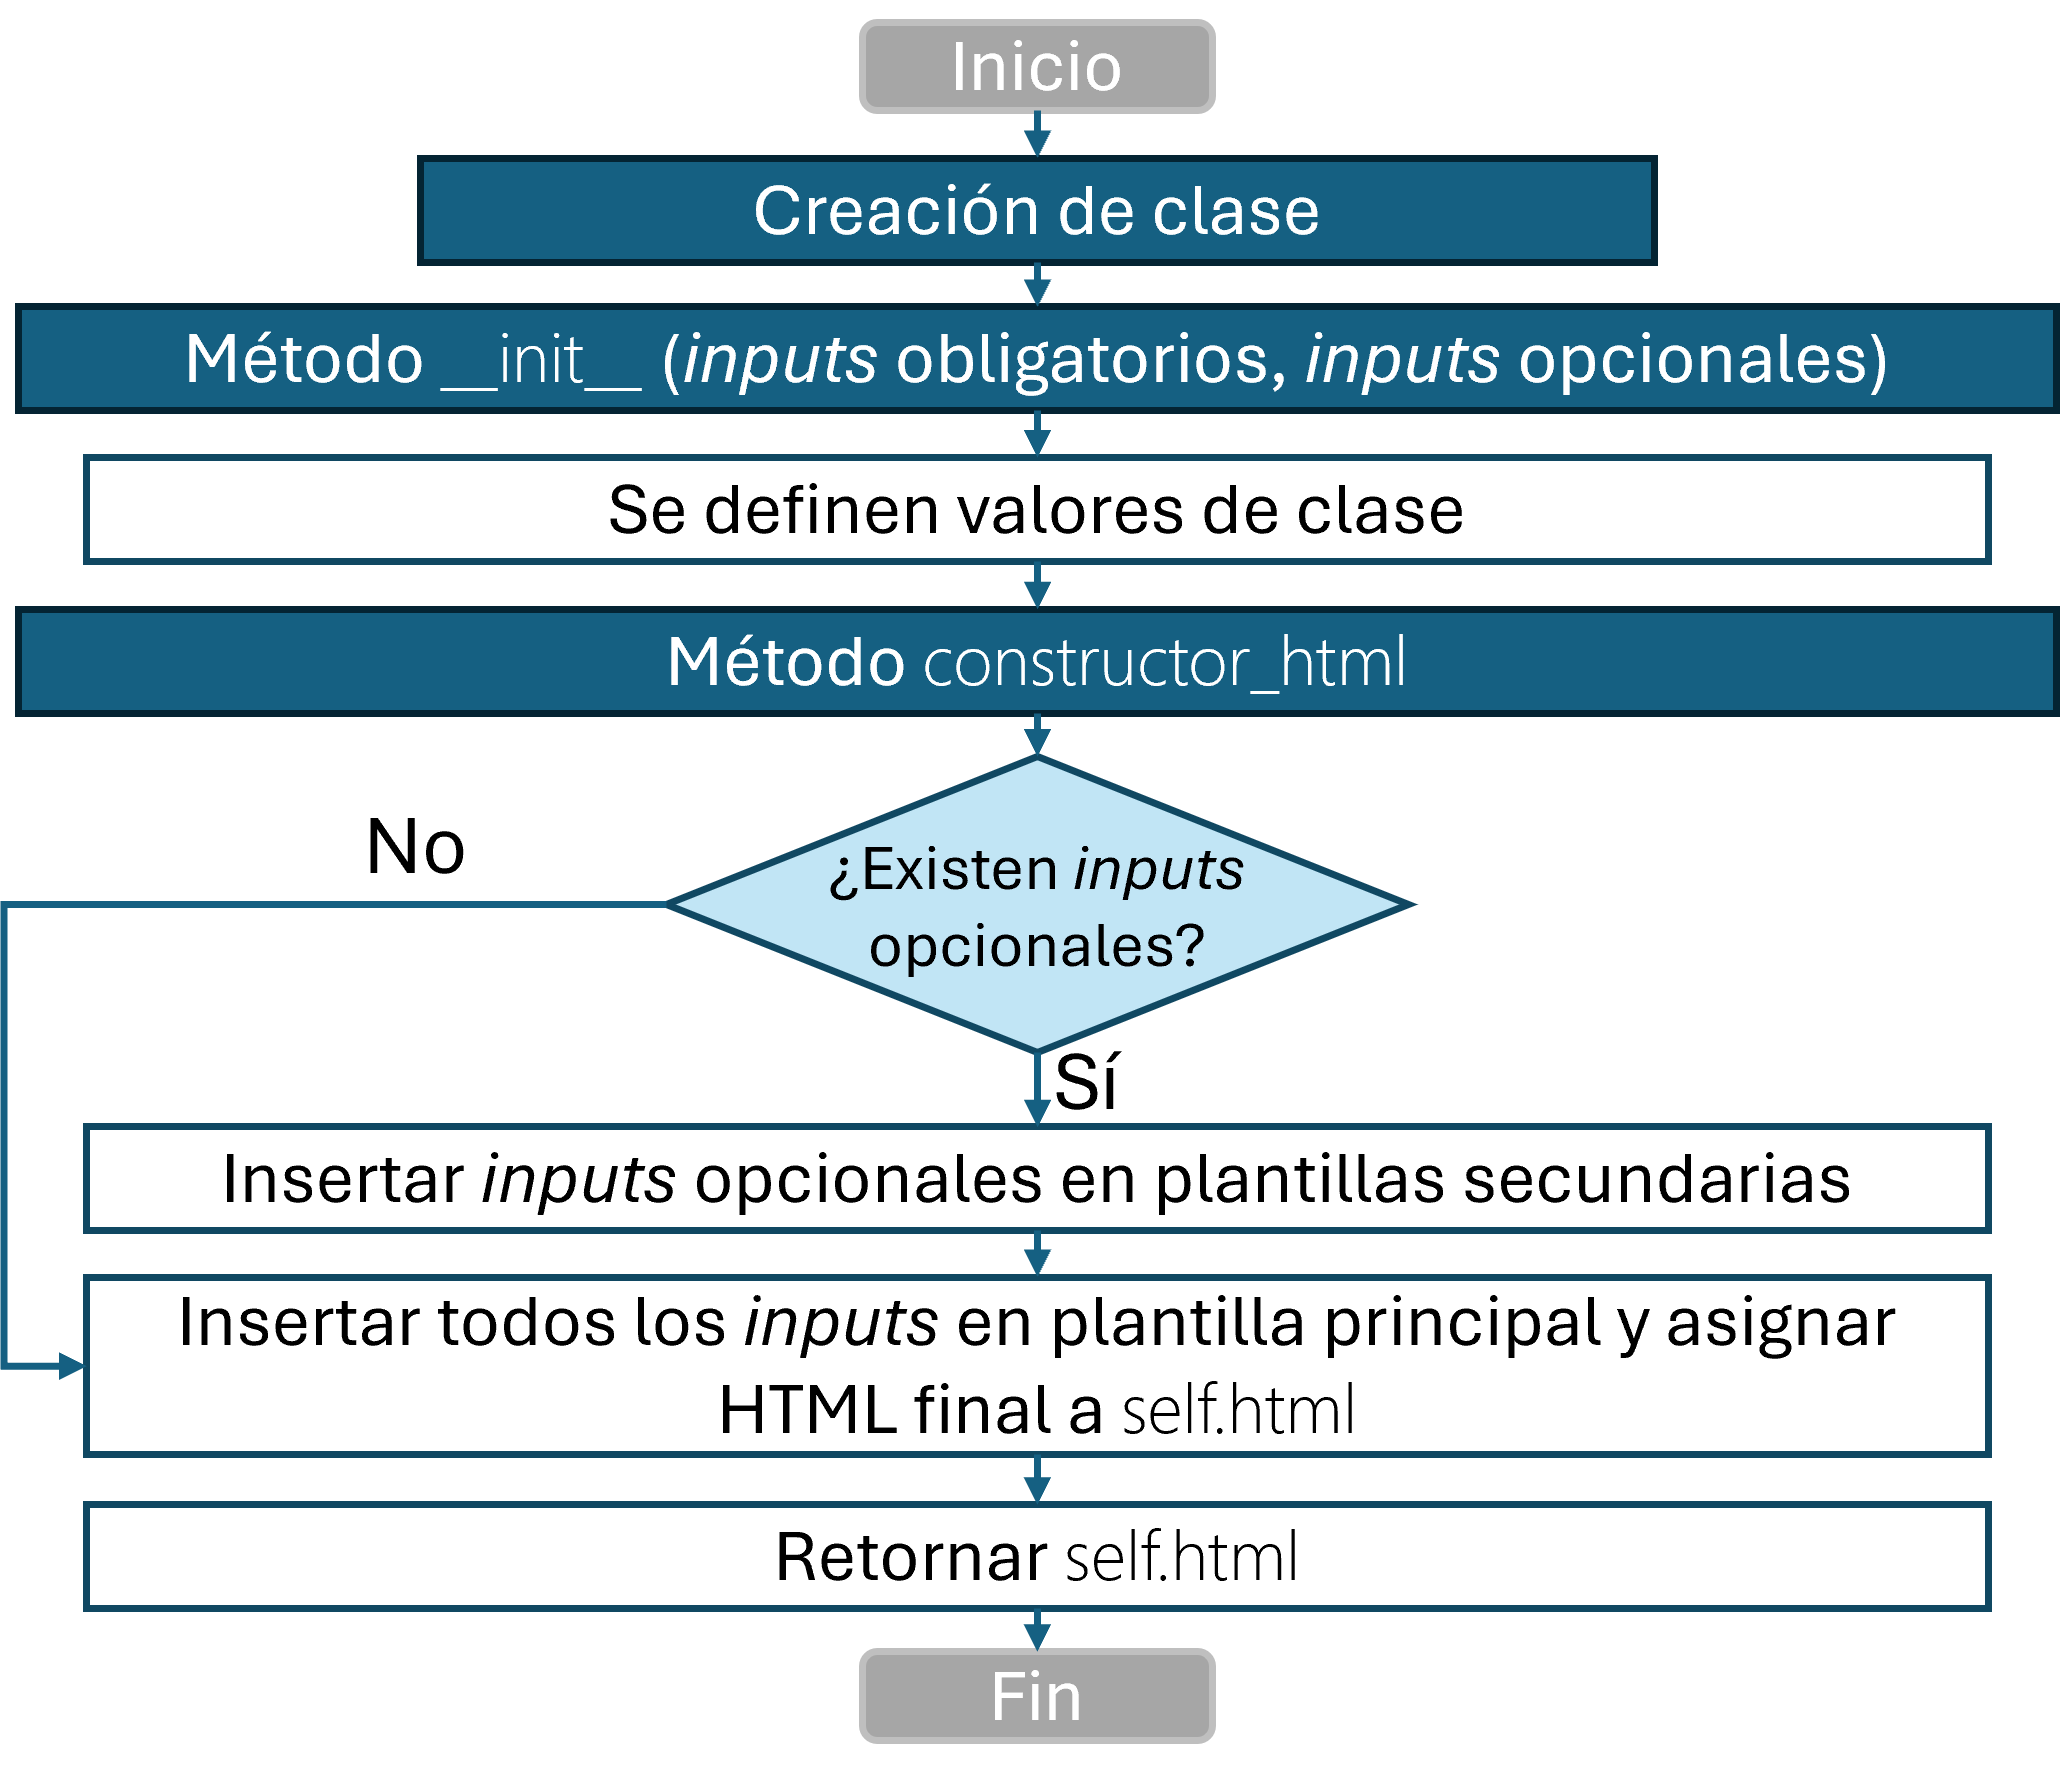 Inicio
Creación de clase
Método __init__ (inputs obligatorios, inputs opcionales)
Se definen valores de clase
Método constructor_html
No
¿Existen inputs
opcionales?
Sí
Insertar inputs opcionales en plantillas secundarias
Insertar todos los inputs en plantilla principal y asignar
HTML final a self.html
Retornar self.html
Fin